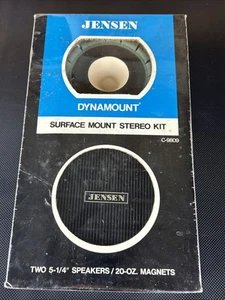 JENSEN
DYNAMOUNT
SURFACE MOUNT STEREO KIT
C-9809
JENSEN
TWO 5-1/4" SPEAKERS / 20-OZ. MAGNETS